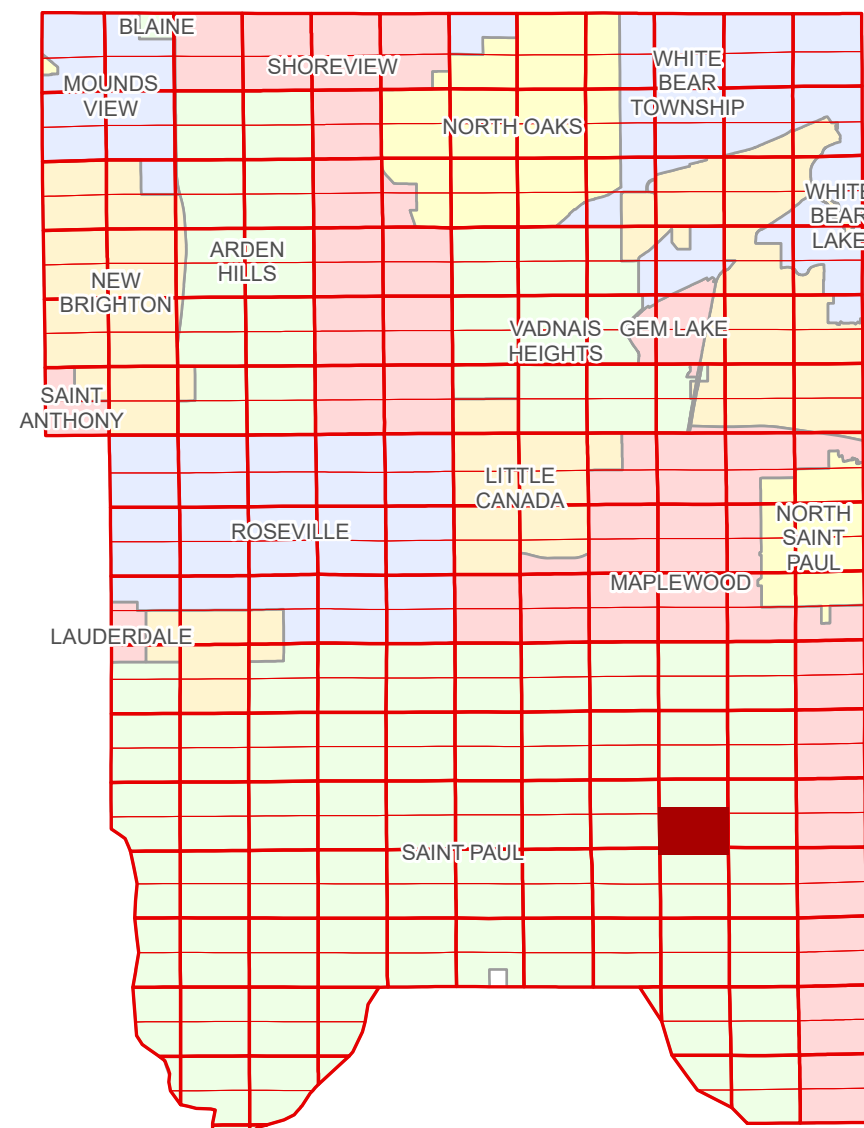 BLAINE
SHOREVIEW
MOUNDS
VIEW
WHITE
BEAR
TOWNSHIP
NORTH OAKS
WHITE
BEAR
LAKE
ARDEN
HILLS
NEW
BRIGHTON
VADNAIS
HEIGHTS
GEM LAKE
SAINT
ANTHONY
LITTLE
CANADA
NORTH
SAINT
PAUL
ROSEVILLE
MAPLEWOOD
LAUDERDALE
SAINT PAUL